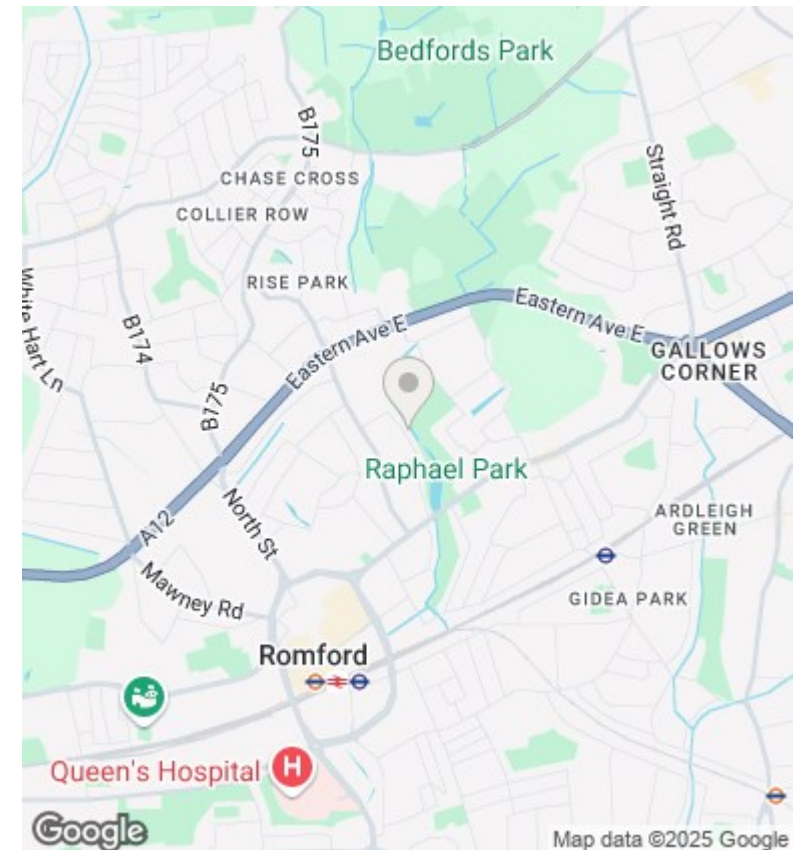 Bedfords Park
B175
Straight Rd
CHASE CROSS
COLLIER ROW
RISE PARK
White Hart Ln
B174
Eastern Ave E
Eastern Ave E
GALLOWS
CORNER
B175
Raphael Park
North St
A12
ARDLEIGH
GREEN
Mawney Rd
GIDEA PARK
Romford
Queen's Hospital
H
Google
Map data ©2025 Google